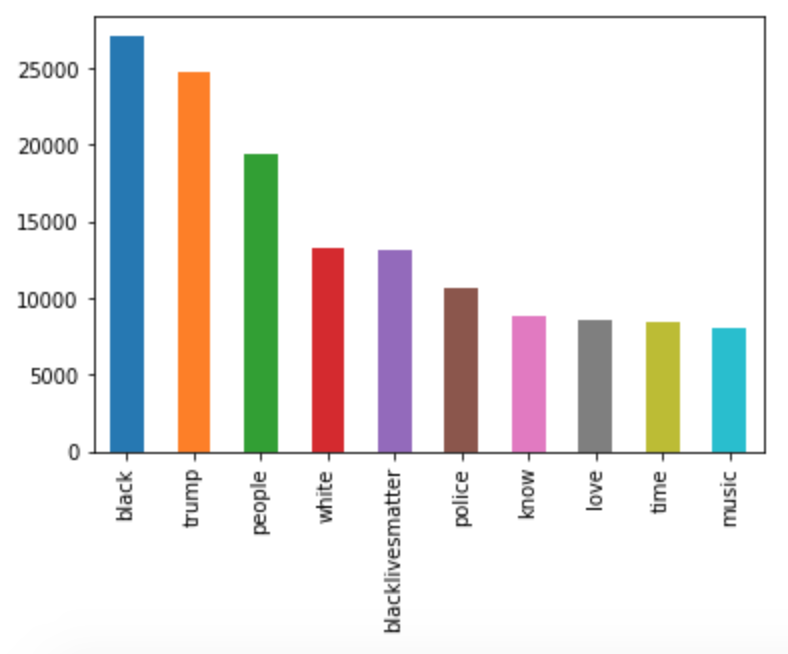 25000
20000
15000
10000
5000
0
black
trump
people
white
blacklivesmatter
police
know
love
time
music